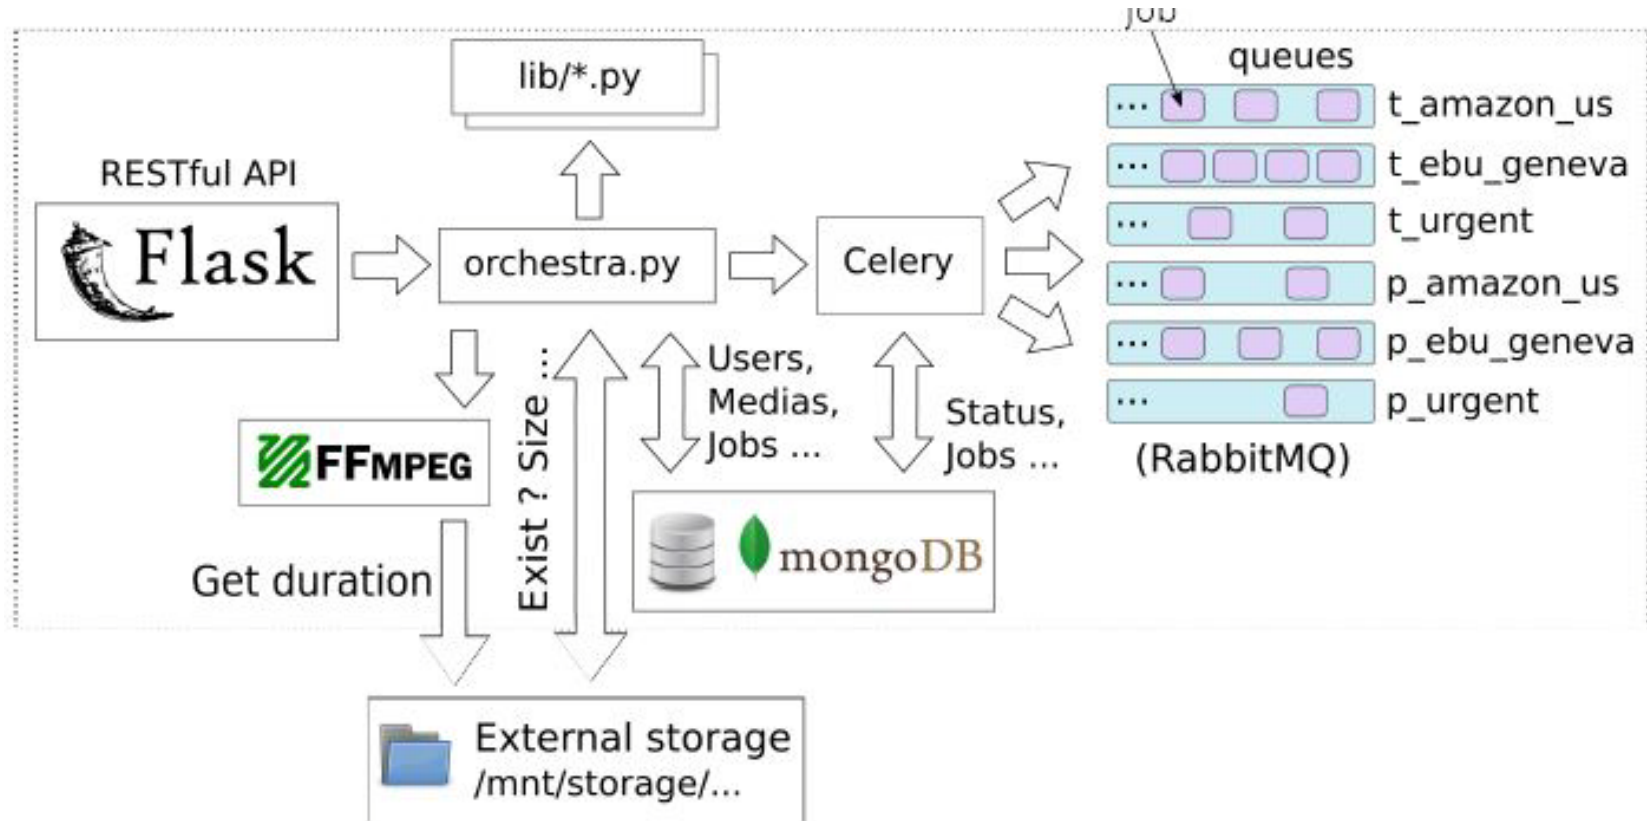 job
queues
lib/*.py
t_amazon_us
t_ebu_geneva
t_urgent
p_amazon_us
p_ebu_geneva
p_urgent
(RabbitMQ)
RESTful API
Flask
orchestra.py
Celery
Users,
Medias,
Jobs ...
Status,
Jobs ...
Exist ? Size ...
FFMPEG
mongoDB
Get duration
External storage
/mnt/storage/...